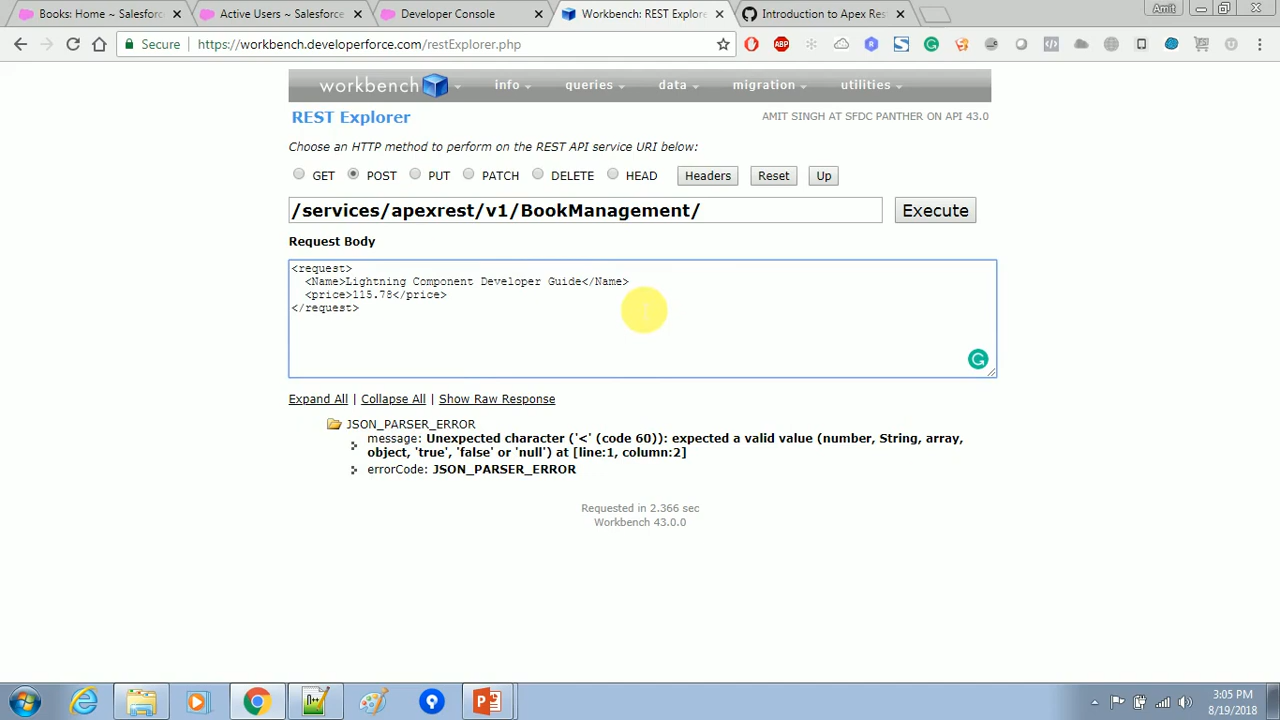 Books: Home ~ Salesforc
Active Users ~ Salesforce
Developer Console
Workbench: REST Explore
Introduction to Apex Res
Amit
Secure
https://workbench.developerforce.com/restExplorer.php
workbench
info
queries
data
migration
utilities
REST Explorer
AMIT SINGH AT SFDC PANTHER ON API 43.0
Choose an HTTP method to perform on the REST API service URI below:
GET POST PUT PATCH DELETE HEAD Headers Reset Up
/services/apexrest/v1/BookManagement/ Execute
Request Body
<request>
<Name>Lightning Component Developer Guide</Name>
<price>115.78</price>
</request>
Expand All | Collapse All | Show Raw Response
JSON_PARSER_ERROR
message: Unexpected character ('<' (code 60)): expected a valid value (number, String, array,
object, 'true', 'false' or 'null') at [line:1, column:2]
errorCode: JSON_PARSER_ERROR
Requested in 2.366 sec
Workbench 43.0.0
3:05 PM
8/19/2018